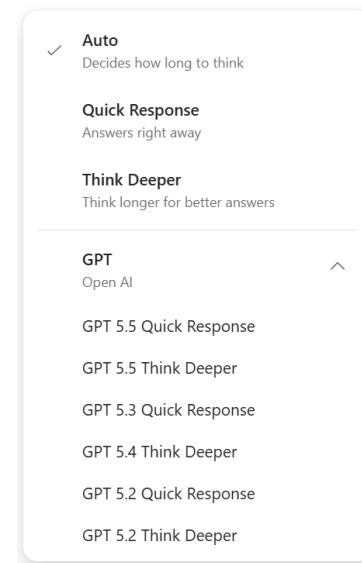 Auto
Decides how long to think
Quick Response
Answers right away
Think Deeper
Think longer for better answers
GPT
Open AI
GPT 5.5 Quick Response
GPT 5.5 Think Deeper
GPT 5.3 Quick Response
GPT 5.4 Think Deeper
GPT 5.2 Quick Response
GPT 5.2 Think Deeper